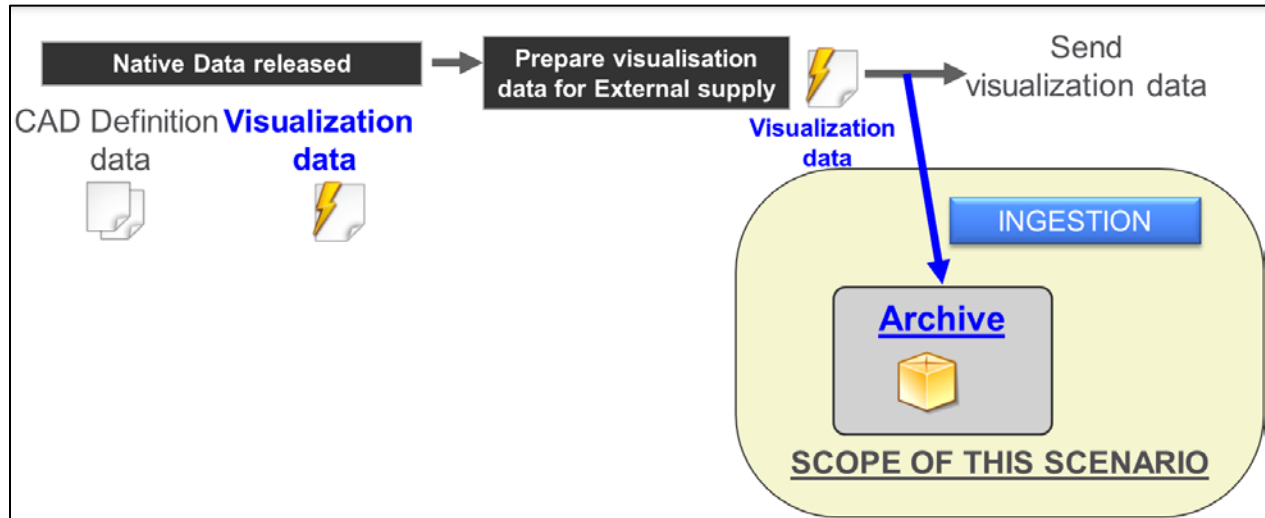 Native Data released
Prepare visualisation
data for External supply
Send
visualization data
CAD Definition
data
Visualization
data
Visualization
data
INGESTION
Archive
SCOPE OF THIS SCENARIO